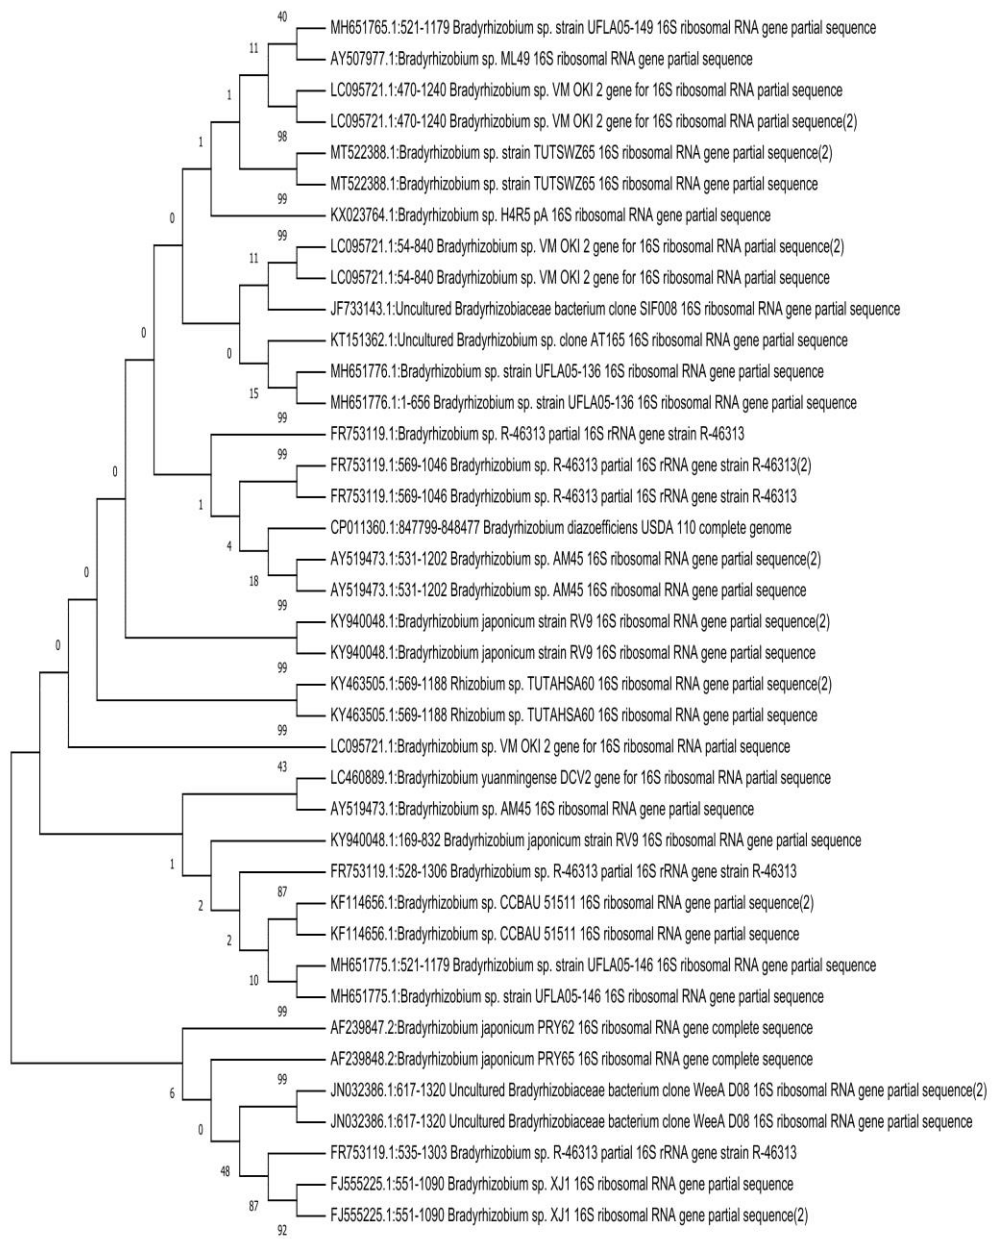 40
MH651765.1:521-1179 Bradyrhizobium sp. strain UFLA05-149 16S ribosomal RNA gene partial sequence
11
AY507977.1:Bradyrhizobium sp. ML49 16S ribosomal RNA gene partial sequence
LC095721.1:470-1240 Bradyrhizobium sp. VM OKI 2 gene for 16S ribosomal RNA partial sequence
1
LC095721.1:470-1240 Bradyrhizobium sp. VM OKI 2 gene for 16S ribosomal RNA partial sequence(2)
98
1
MT522388.1:Bradyrhizobium sp. strain TUTSWZ65 16S ribosomal RNA gene partial sequence(2)
MT522388.1:Bradyrhizobium sp. strain TUTSWZ65 16S ribosomal RNA gene partial sequence
99
0
KX023764.1:Bradyrhizobium sp. H4R5 pA 16S ribosomal RNA gene partial sequence
99
LC095721.1:54-840 Bradyrhizobium sp. VM OKI 2 gene for 16S ribosomal RNA partial sequence(2)
11
LC095721.1:54-840 Bradyrhizobium sp. VM OKI 2 gene for 16S ribosomal RNA partial sequence
JF733143.1:Uncultured Bradyrhizobiaceae bacterium clone SIF008 16S ribosomal RNA gene partial sequence
0
KT151362.1:Uncultured Bradyrhizobium sp. clone AT165 16S ribosomal RNA gene partial sequence
0
MH651776.1:Bradyrhizobium sp. strain UFLA05-136 16S ribosomal RNA gene partial sequence
15
MH651776.1:1-656 Bradyrhizobium sp. strain UFLA05-136 16S ribosomal RNA gene partial sequence
99
FR753119.1:Bradyrhizobium sp. R-46313 partial 16S rRNA gene strain R-46313
99
FR753119.1:569-1046 Bradyrhizobium sp. R-46313 partial 16S rRNA gene strain R-46313(2)
0
FR753119.1:569-1046 Bradyrhizobium sp. R-46313 partial 16S rRNA gene strain R-46313
1
CP011360.1:847799-848477 Bradyrhizobium diazoefficiens USDA 110 complete genome
4
AY519473.1:531-1202 Bradyrhizobium sp. AM45 16S ribosomal RNA gene partial sequence(2)
0
18
AY519473.1:531-1202 Bradyrhizobium sp. AM45 16S ribosomal RNA gene partial sequence
99
KY940048.1:Bradyrhizobium japonicum strain RV9 16S ribosomal RNA gene partial sequence(2)
0
KY940048.1:Bradyrhizobium japonicum strain RV9 16S ribosomal RNA gene partial sequence
99
KY463505.1:569-1188 Rhizobium sp. TUTAHSA60 16S ribosomal RNA gene partial sequence(2)
KY463505.1:569-1188 Rhizobium sp. TUTAHSA60 16S ribosomal RNA gene partial sequence
99
LC095721.1:Bradyrhizobium sp. VM OKI 2 gene for 16S ribosomal RNA partial sequence
43
LC460889.1:Bradyrhizobium yuanmingense DCV2 gene for 16S ribosomal RNA partial sequence
AY519473.1:Bradyrhizobium sp. AM45 16S ribosomal RNA gene partial sequence
KY940048.1:169-832 Bradyrhizobium japonicum strain RV9 16S ribosomal RNA gene partial sequence
1
FR753119.1:528-1306 Bradyrhizobium sp. R-46313 partial 16S rRNA gene strain R-46313
87
2
KF114656.1:Bradyrhizobium sp. CCBAU 51511 16S ribosomal RNA gene partial sequence(2)
KF114656.1:Bradyrhizobium sp. CCBAU 51511 16S ribosomal RNA gene partial sequence
2
MH651775.1:521-1179 Bradyrhizobium sp. strain UFLA05-146 16S ribosomal RNA gene partial sequence
10
MH651775.1:Bradyrhizobium sp. strain UFLA05-146 16S ribosomal RNA gene partial sequence
99
AF239847.2:Bradyrhizobium japonicum PRY62 16S ribosomal RNA gene complete sequence
AF239848.2:Bradyrhizobium japonicum PRY65 16S ribosomal RNA gene complete sequence
99
6
JN032386.1:617-1320 Uncultured Bradyrhizobiaceae bacterium clone WeeA D08 16S ribosomal RNA gene partial sequence(2)
JN032386.1:617-1320 Uncultured Bradyrhizobiaceae bacterium clone WeeA D08 16S ribosomal RNA gene partial sequence
0
FR753119.1:535-1303 Bradyrhizobium sp. R-46313 partial 16S rRNA gene strain R-46313
48
FJ555225.1:551-1090 Bradyrhizobium sp. XJ1 16S ribosomal RNA gene partial sequence
87
FJ555225.1:551-1090 Bradyrhizobium sp. XJ1 16S ribosomal RNA gene partial sequence(2)
92